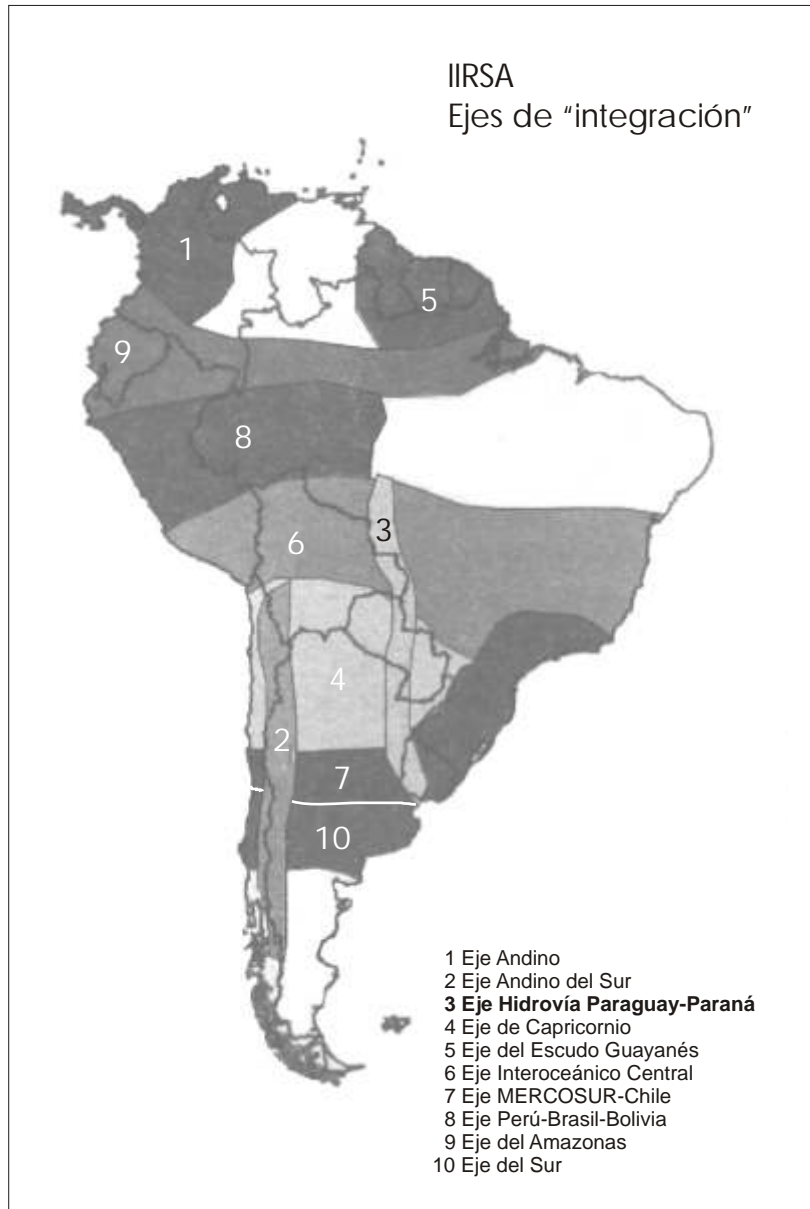 IIRSA
Ejes de “integración”
1
5
9
8
3
6
4
2
7
10
1 Eje Andino
2 Eje Andino del Sur
3 Eje Hidrovía Paraguay-Paraná
4 Eje de Capricornio
5 Eje del Escudo Guayanés
6 Eje Interoceánico Central
7 Eje MERCOSUR-Chile
8 Eje Perú-Brasil-Bolivia
9 Eje del Amazonas
10 Eje del Sur